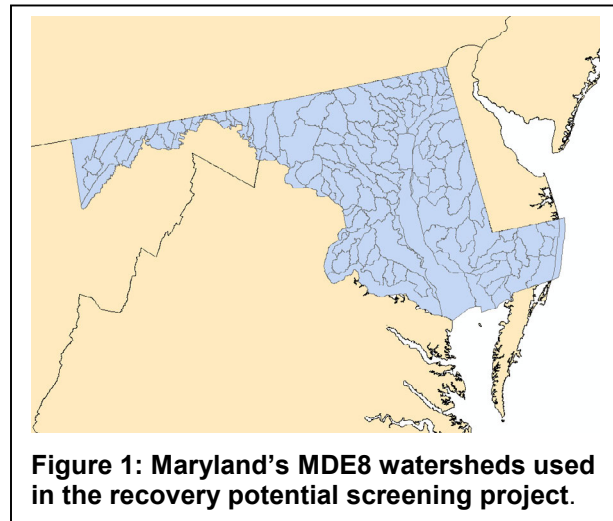 Figure 1: Maryland’s MDE8 watersheds used
in the recovery potential screening project.